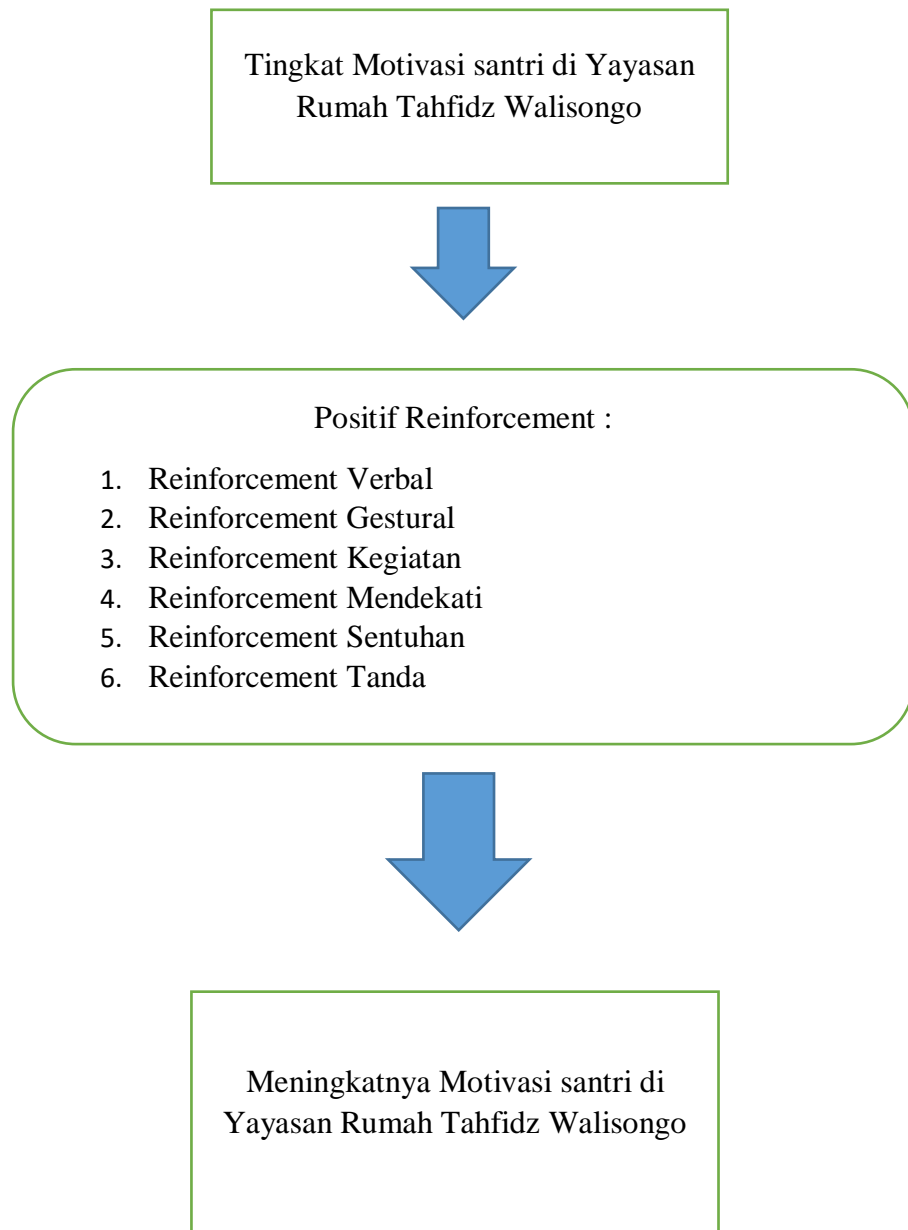 Tingkat Motivasi santri di Yayasan
Rumah Tahfidz Walisongo
Positif Reinforcement :
1. Reinforcement Verbal
2. Reinforcement Gestural
3. Reinforcement Kegiatan
4. Reinforcement Mendekati
5. Reinforcement Sentuhan
6. Reinforcement Tanda
Meningkatnya Motivasi santri di
Yayasan Rumah Tahfidz Walisongo